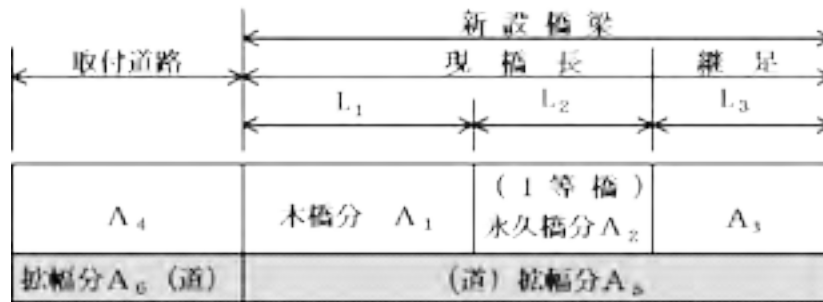 新設橋梁
取付道路 現橋長 継足
L₁ L₂ L₃
(1等橋)
A₄ 木橋分 A₁ 永久橋分A₂ A₃
拡幅分A₆(道) (道)拡幅分A₅